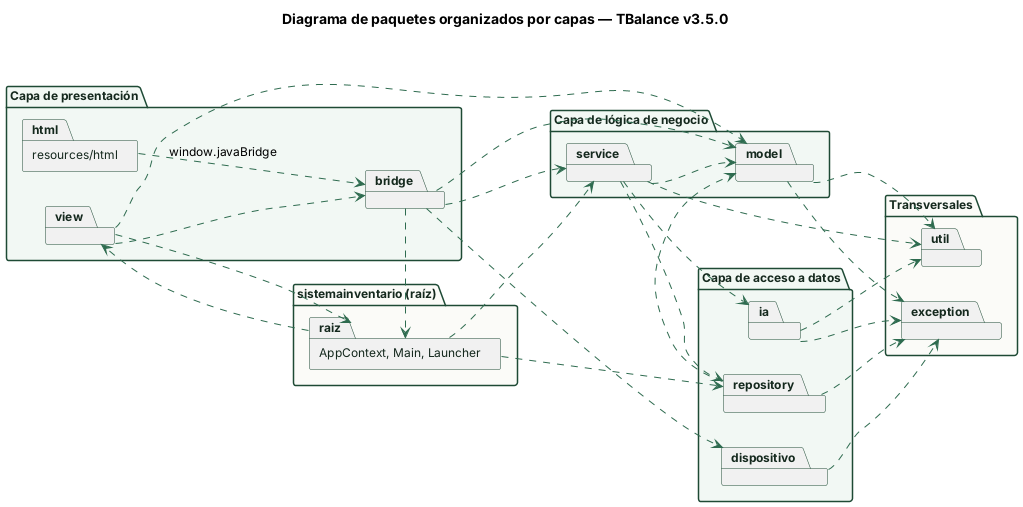 Diagrama de paquetes organizados por capas — TBalance v3.5.0
Capa de presentación
html
resources/html
window.javaBridge
bridge
view
Capa de lógica de negocio
service
model
Transversales
util
exception
sistemainventario (raíz)
raiz
AppContext, Main, Launcher
Capa de acceso a datos
ia
repository
dispositivo